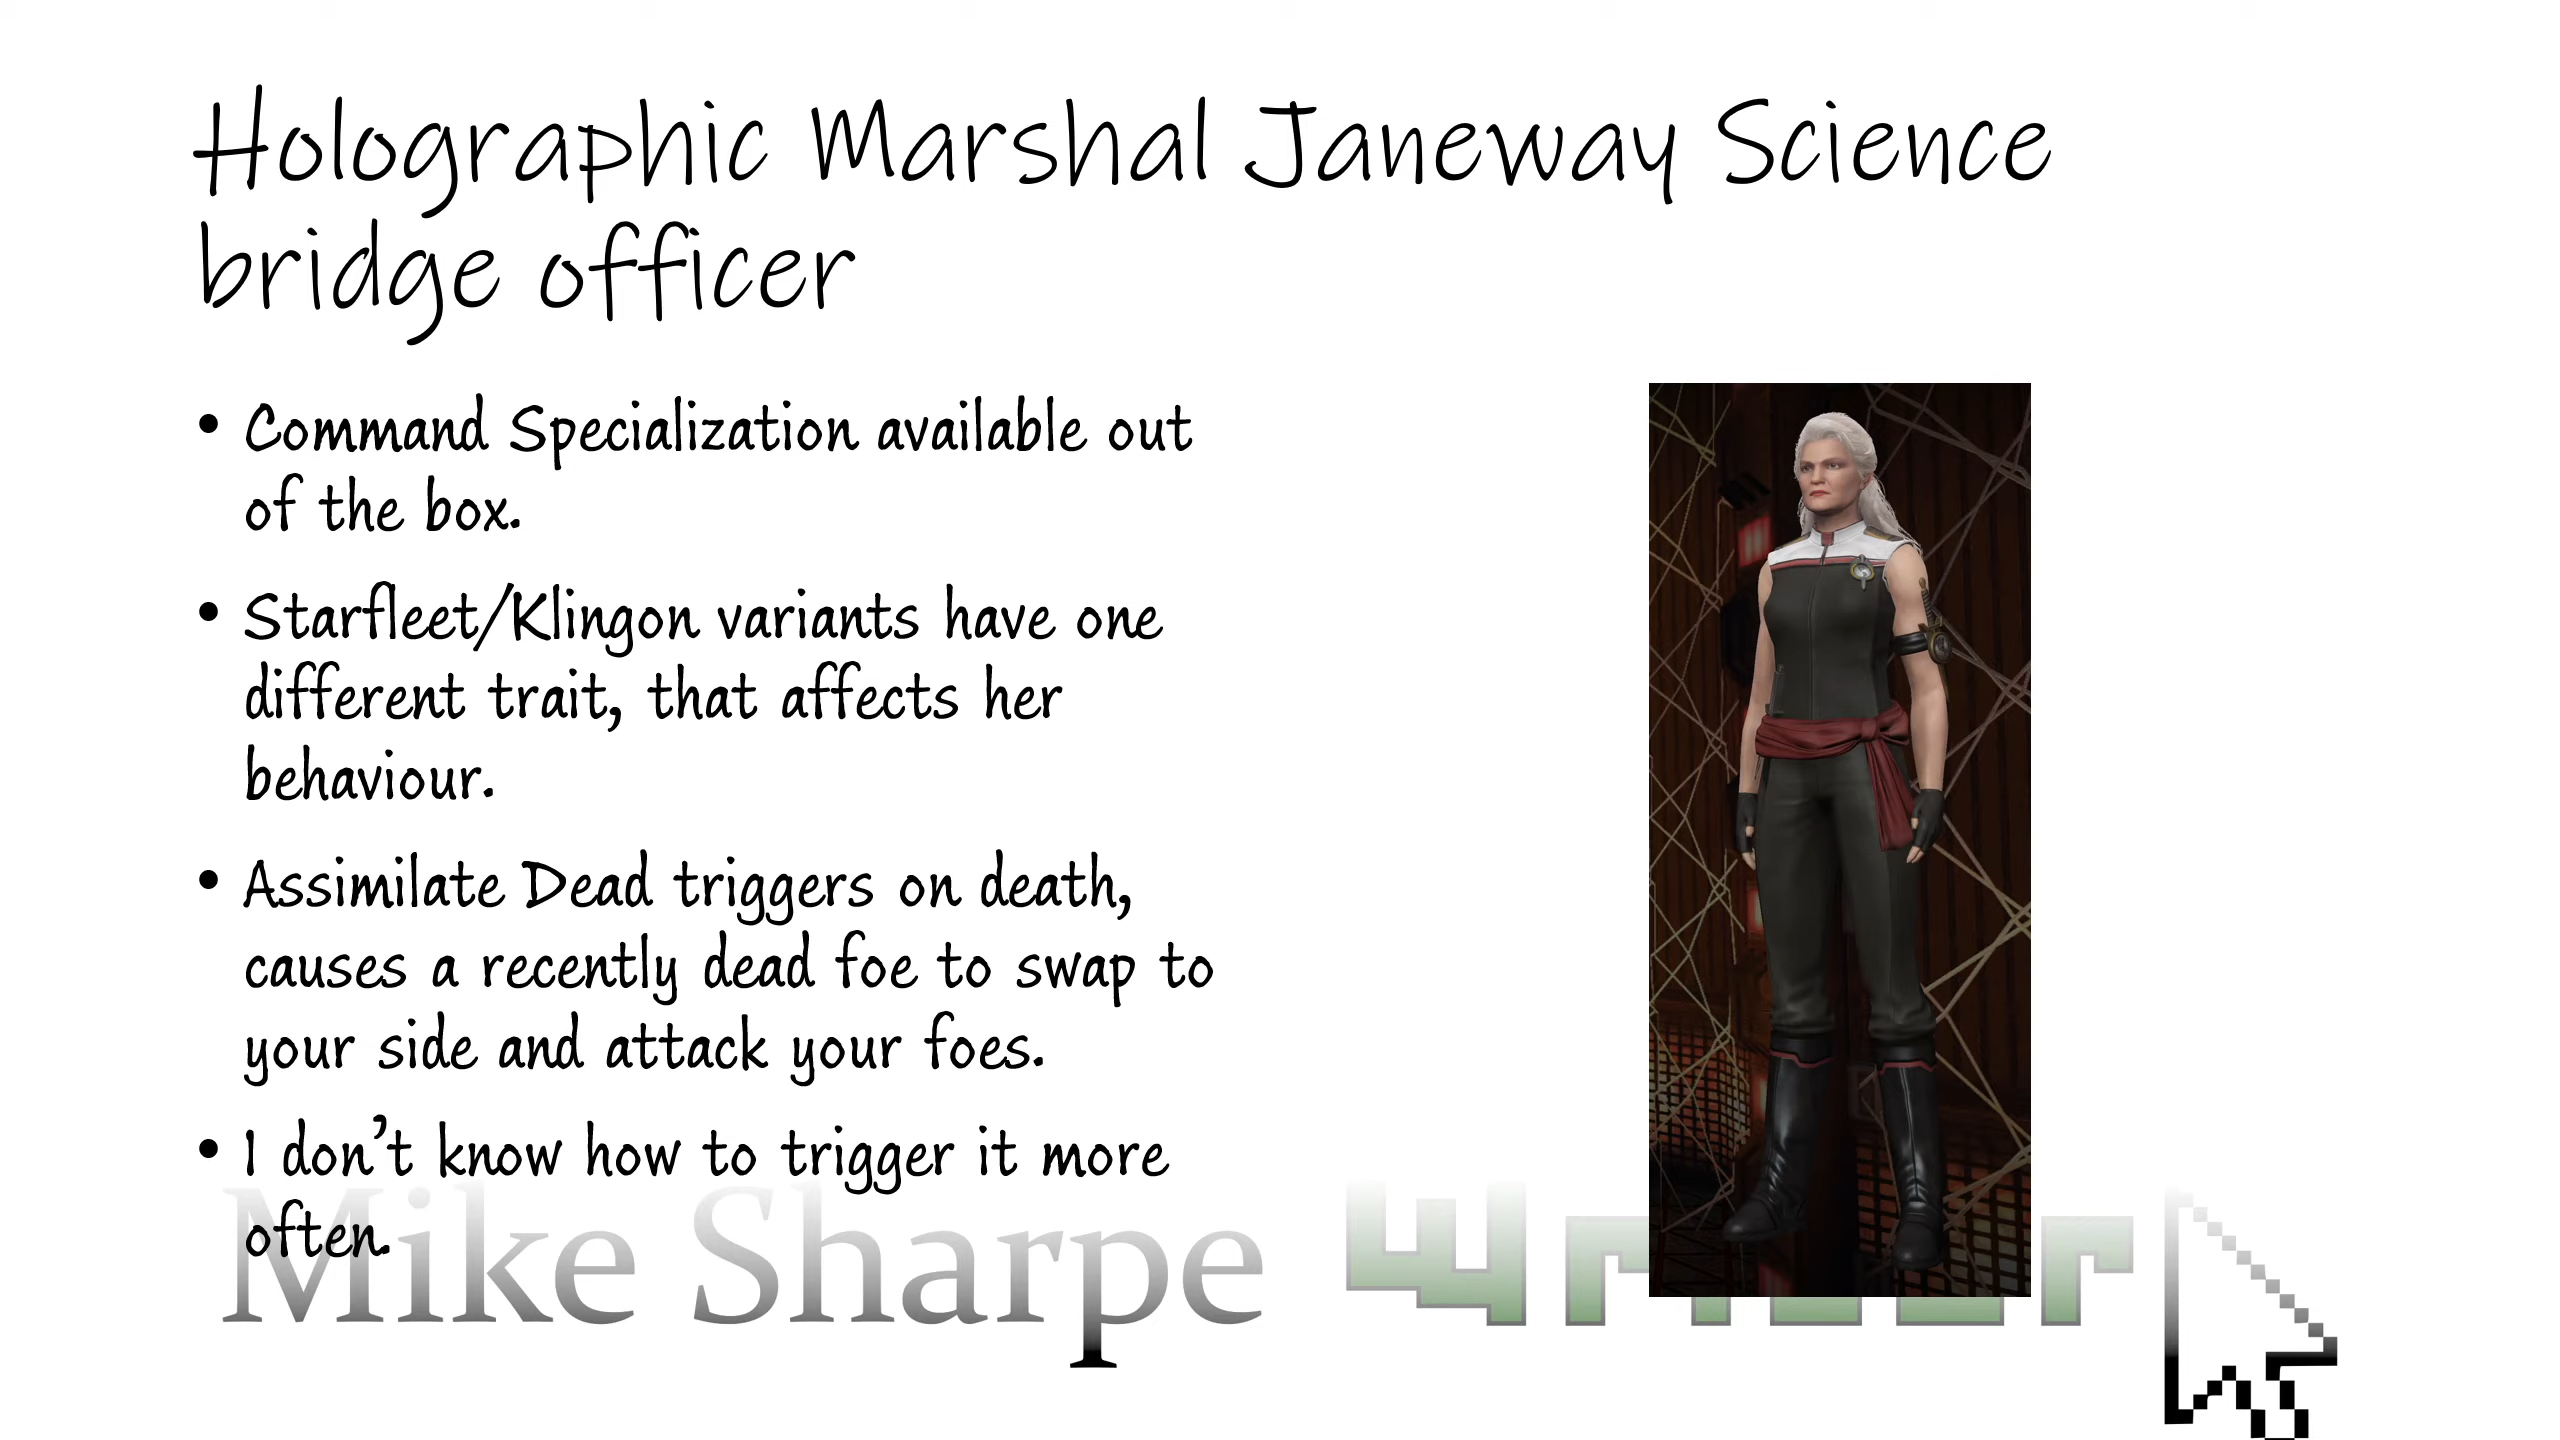 Holographic Marshal Janeway Science
bridge officer
• Command Specialization available out
of the box.
• Starfleet/Klingon variants have one
different trait, that affects her
behaviour.
• Assimilate Dead triggers on death,
causes a recently dead foe to swap to
your side and attack your foes.
• I don't know how to trigger it more
often.
Mike Sharpe